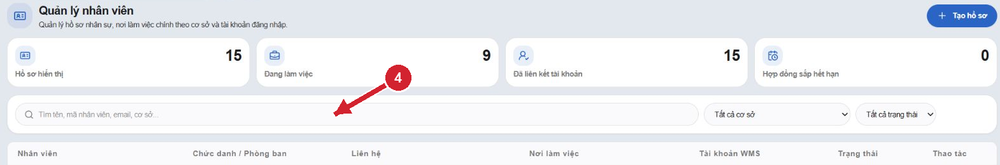 Quản lý nhân viên
Quản lý hồ sơ nhân sự, nơi làm việc chính theo cơ sở và tài khoản đăng nhập.
+ Tạo hồ sơ
15
Hồ sơ hiển thị
9
Đang làm việc
15
Đã liên kết tài khoản
0
Hợp đồng sắp hết hạn
4
Tìm tên, mã nhân viên, email, cơ sở...
Tất cả cơ sở
Tất cả trạng thái
Nhân viên Chức danh / Phòng ban Liên hệ Nơi làm việc Tài khoản WMS Trạng thái Thao tác